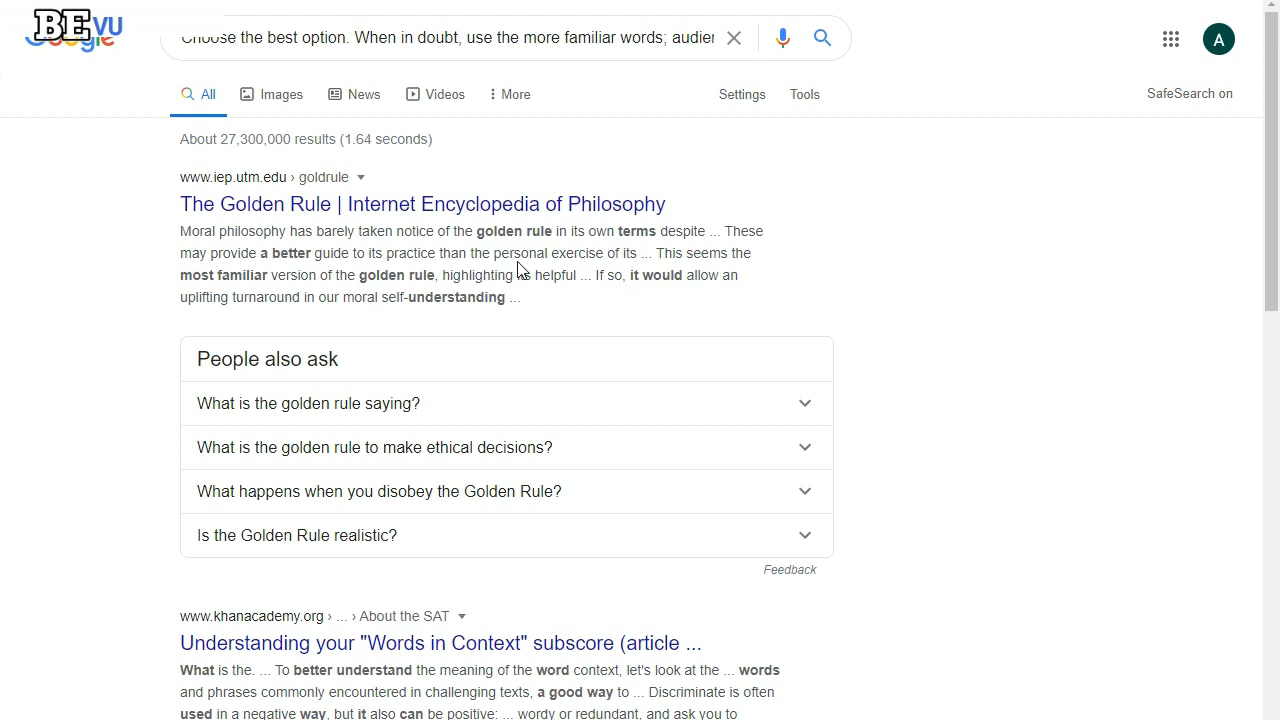 BEVU
Google
Choose the best option. When in doubt, use the more familiar words; audier
A
All
Images
News
Videos
More
Settings
Tools
SafeSearch on
About 27,300,000 results (1.64 seconds)
www.iep.utm.edu › goldrule
The Golden Rule | Internet Encyclopedia of Philosophy
Moral philosophy has barely taken notice of the golden rule in its own terms despite ... These
may provide a better guide to its practice than the personal exercise of its ... This seems the
most familiar version of the golden rule, highlighting helpful ... If so, it would allow an
uplifting turnaround in our moral self-understanding ...
People also ask
What is the golden rule saying?
What is the golden rule to make ethical decisions?
What happens when you disobey the Golden Rule?
Is the Golden Rule realistic?
Feedback
www.khanacademy.org › ... › About the SAT
Understanding your "Words in Context" subscore (article ...
What is the. ... To better understand the meaning of the word context, let's look at the ... words
and phrases commonly encountered in challenging texts, a good way to ... Discriminate is often
used in a negative way, but it also can be positive: ... wordy or redundant, and ask you to